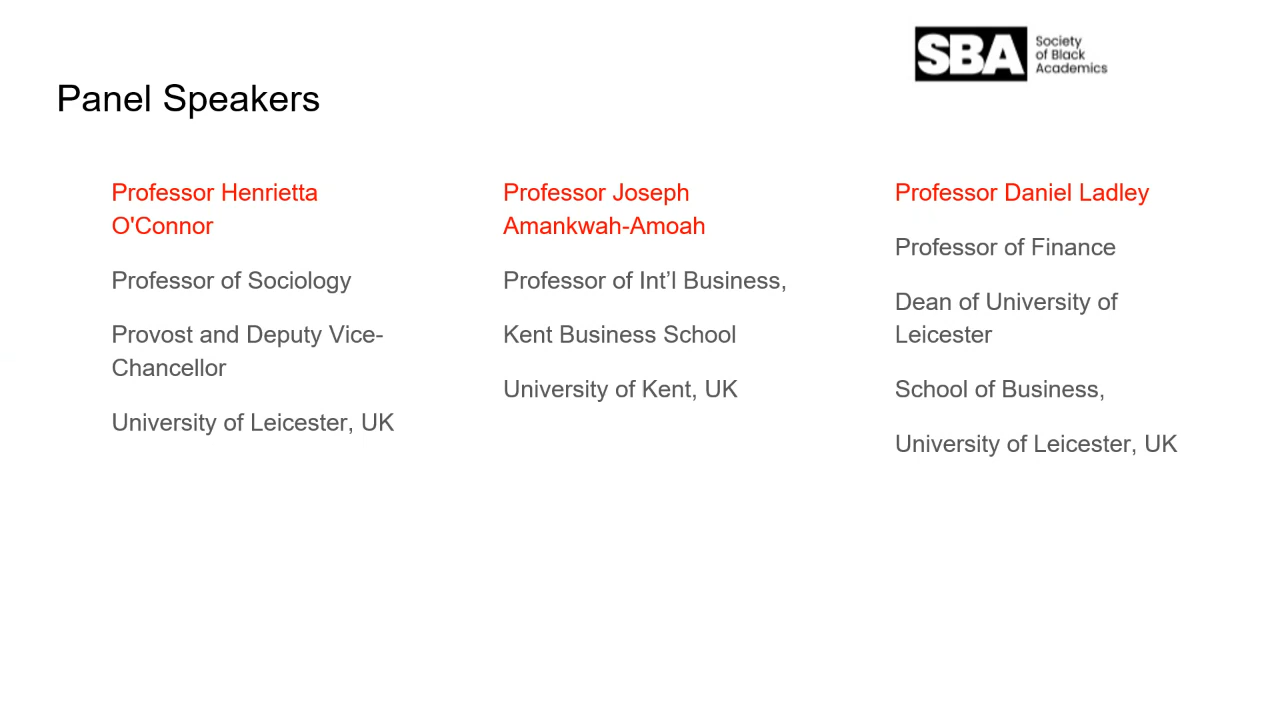 SBA Society
of Black
Academics
Panel Speakers
Professor Henrietta
O'Connor
Professor of Sociology
Provost and Deputy Vice-
Chancellor
University of Leicester, UK
Professor Joseph
Amankwah-Amoah
Professor of Int’l Business,
Kent Business School
University of Kent, UK
Professor Daniel Ladley
Professor of Finance
Dean of University of
Leicester
School of Business,
University of Leicester, UK